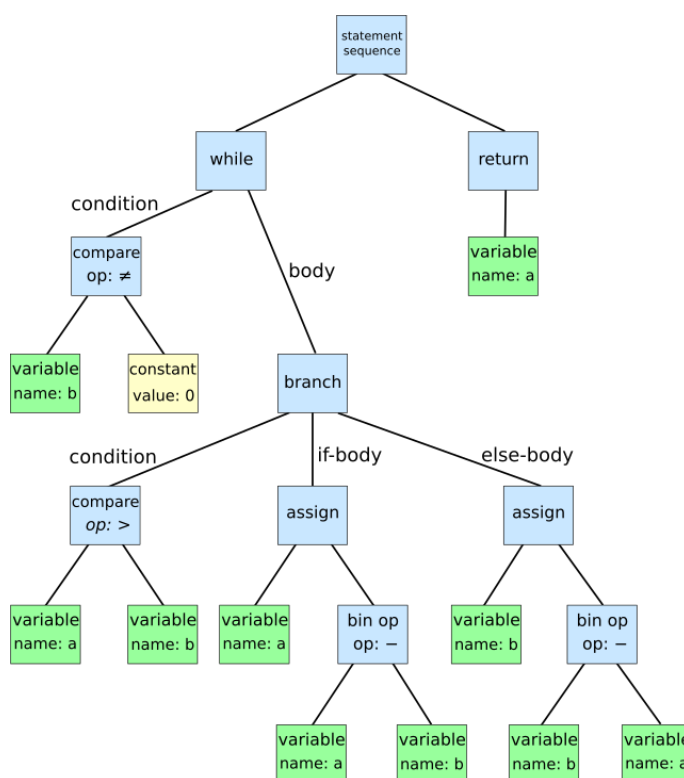 statement
sequence
while
return
condition
compare
op: ≠
body
variable
name: a
variable
name: b
constant
value: 0
branch
condition
if-body
else-body
compare
op: >
assign
assign
variable
name: a
variable
name: b
variable
name: a
bin op
op: −
variable
name: b
bin op
op: −
variable
name: a
variable
name: b
variable
name: b
variable
name: a